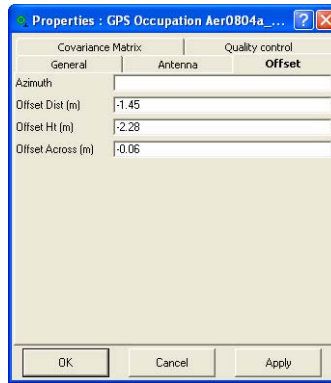 Properties : GPS Occupation Aer0804a_...
Covariance Matrix Quality control
General Antenna Offset
Azimuth
Offset Dist (m) -1.45
Offset Ht (m) -2.28
Offset Across (m) -0.06
OK Cancel Apply